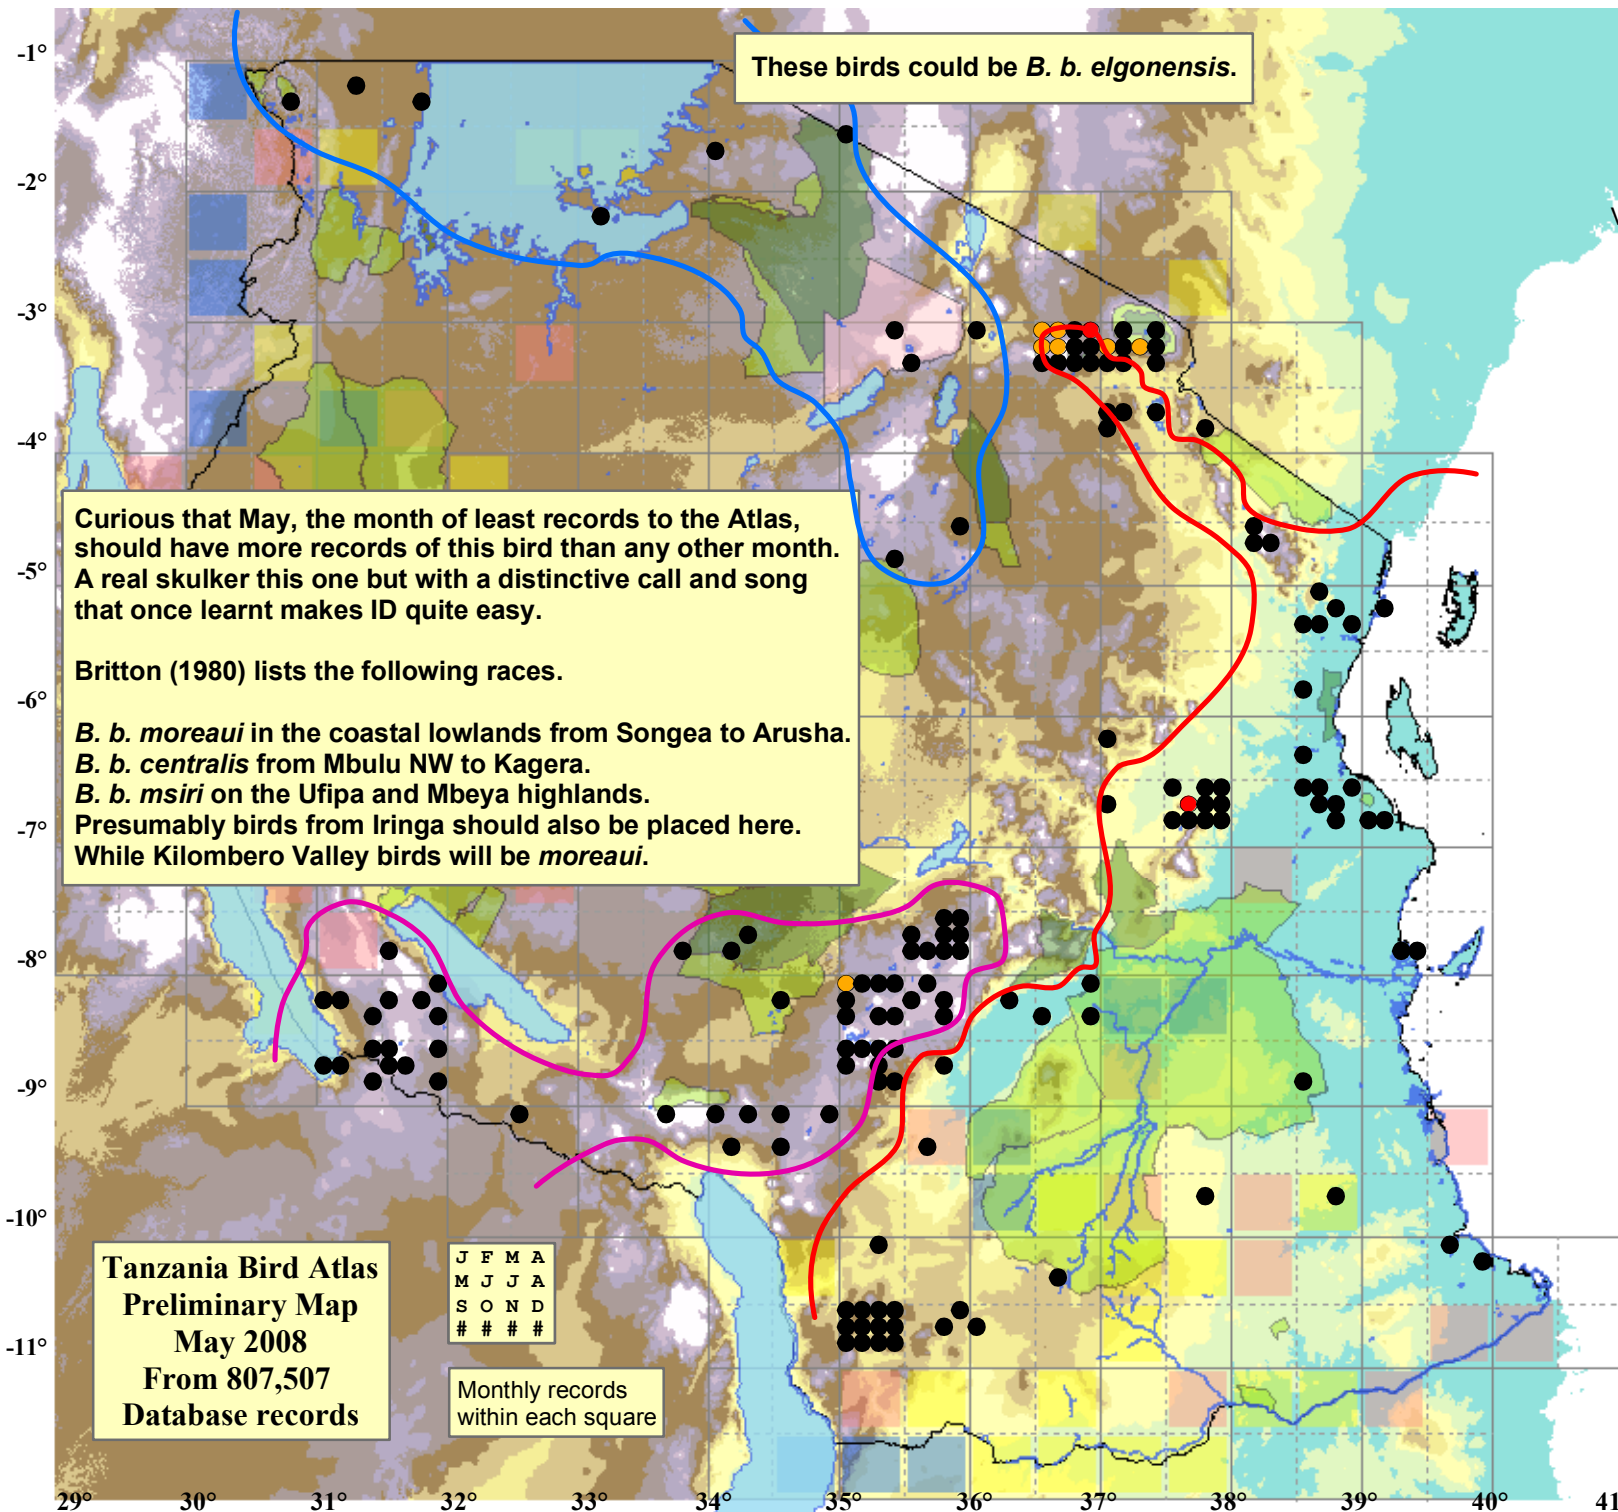 These birds could be B. b. elgonensis.
-1°
-2°
-3°
-4°
-5°
-6°
-7°
-8°
-9°
-10°
-11°
Curious that May, the month of least records to the Atlas,
should have more records of this bird than any other month.
A real skulker this one but with a distinctive call and song
that once learnt makes ID quite easy.
Britton (1980) lists the following races.
B. b. moreaui in the coastal lowlands from Songea to Arusha.
B. b. centralis from Mbulu NW to Kagera.
B. b. msiri on the Ufipa and Mbeya highlands.
Presumably birds from Iringa should also be placed here.
While Kilombero Valley birds will be moreaui.
Tanzania Bird Atlas
Preliminary Map
May 2008
From 807,507
Database records
J F M A
M J J A
S O N D
# # # #
Monthly records
within each square
29° 30° 31° 32° 33° 34° 35° 36° 37° 38° 39° 40° 41